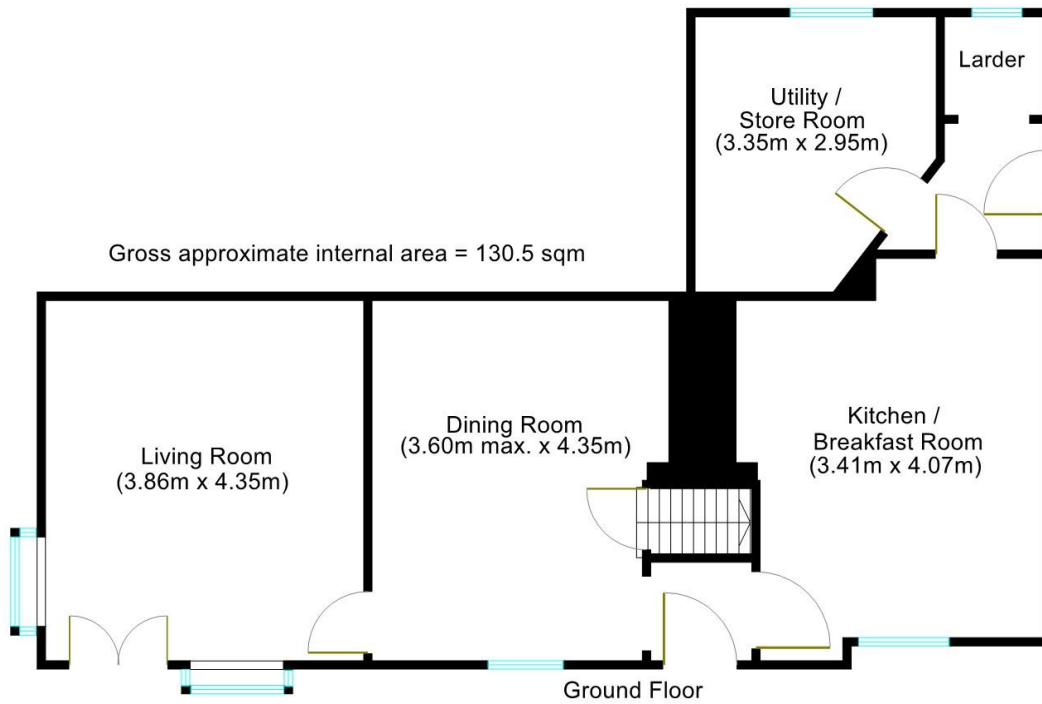 Larder
Utility /
Store Room
(3.35m x 2.95m)
Gross approximate internal area = 130.5 sqm
Living Room
(3.86m x 4.35m)
Dining Room
(3.60m max. x 4.35m)
Kitchen /
Breakfast Room
(3.41m x 4.07m)
Ground Floor